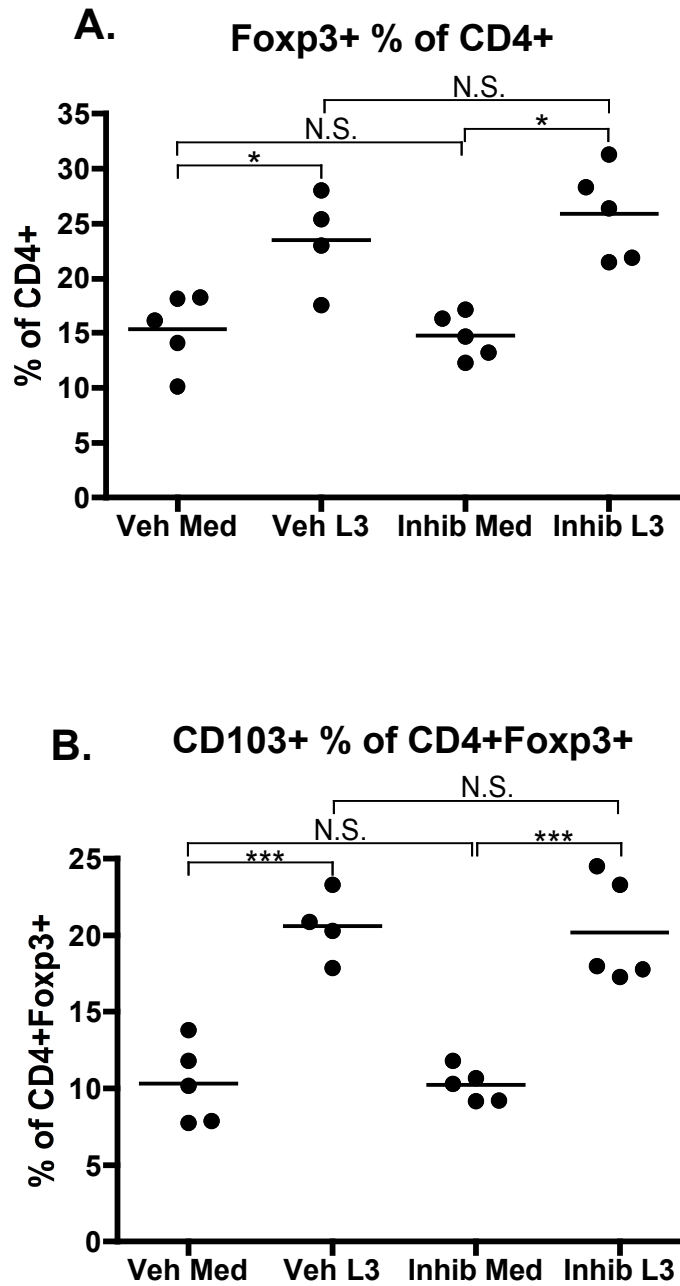 A.
Foxp3+ % of CD4+
N.S.
N.S.
*
*
% of CD4+
35
30
25
20
15
10
5
0
Veh Med Veh L3 Inhib Med Inhib L3
B.
CD103+ % of CD4+Foxp3+
N.S.
N.S.
***
***
% of CD4+Foxp3+
25
20
15
10
5
0
Veh Med Veh L3 Inhib Med Inhib L3